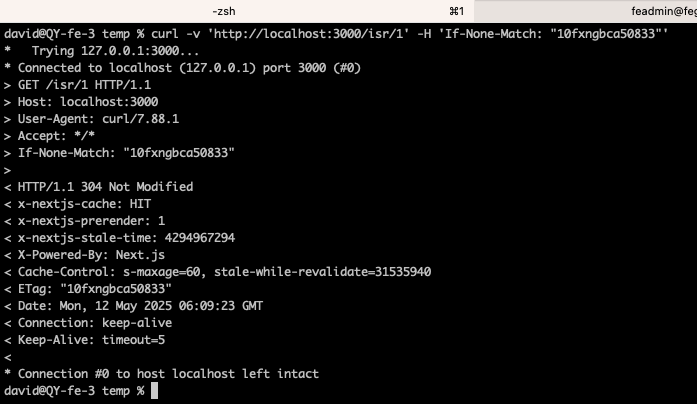 -zsh ⌘1 feadmin@feg
david@QY-fe-3 temp % curl -v 'http://localhost:3000/isr/1' -H 'If-None-Match: "10fxngbca50833"'
*   Trying 127.0.0.1:3000...
* Connected to localhost (127.0.0.1) port 3000 (#0)
> GET /isr/1 HTTP/1.1
> Host: localhost:3000
> User-Agent: curl/7.88.1
> Accept: */*
> If-None-Match: "10fxngbca50833"
>
< HTTP/1.1 304 Not Modified
< x-nextjs-cache: HIT
< x-nextjs-prerender: 1
< x-nextjs-stale-time: 4294967294
< X-Powered-By: Next.js
< Cache-Control: s-maxage=60, stale-while-revalidate=31535940
< ETag: "10fxngbca50833"
< Date: Mon, 12 May 2025 06:09:23 GMT
< Connection: keep-alive
< Keep-Alive: timeout=5
<
* Connection #0 to host localhost left intact
david@QY-fe-3 temp %